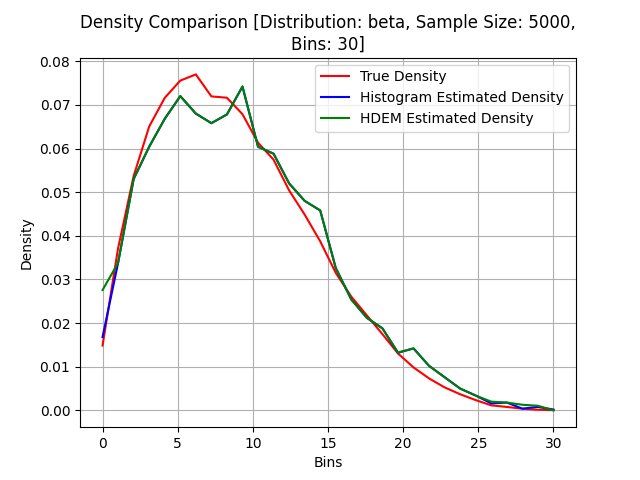 Density Comparison [Distribution: beta, Sample Size: 5000,
Bins: 30]
True Density
Histogram Estimated Density
HDEM Estimated Density
Density
0.08
0.07
0.06
0.05
0.04
0.03
0.02
0.01
0.00
0 5 10 15 20 25 30
Bins